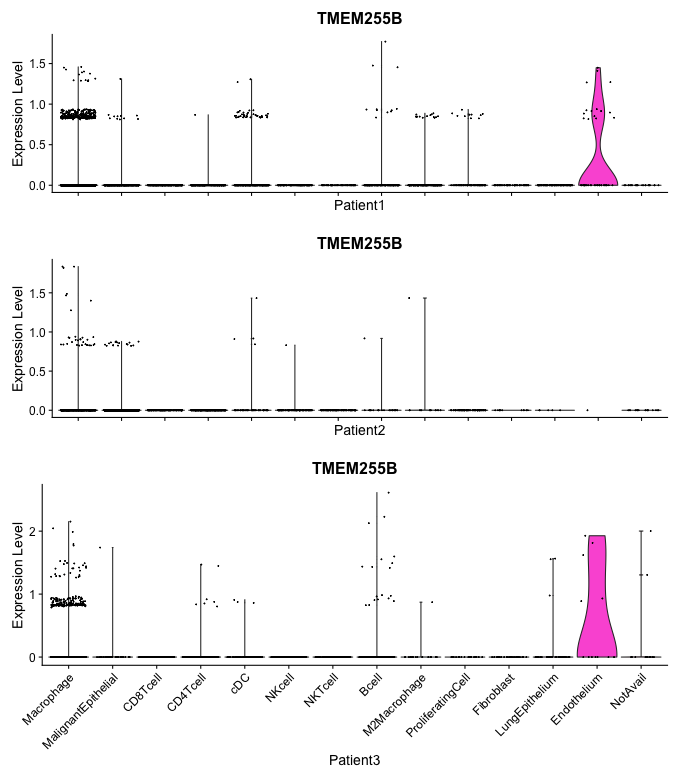 TMEM255B
Expression Level
1.5
1.0
0.5
0.0
Patient1
TMEM255B
Expression Level
1.5
1.0
0.5
0.0
Patient2
TMEM255B
Expression Level
2
1
0
Macrophage
MalignantEpithelial
CD8Tcell
CD4Tcell
cDC
NKcell
NKTcell
Bcell
M2Macrophage
ProliferatingCell
Fibroblast
LungEpithelium
Endothelium
NotAvail
Patient3